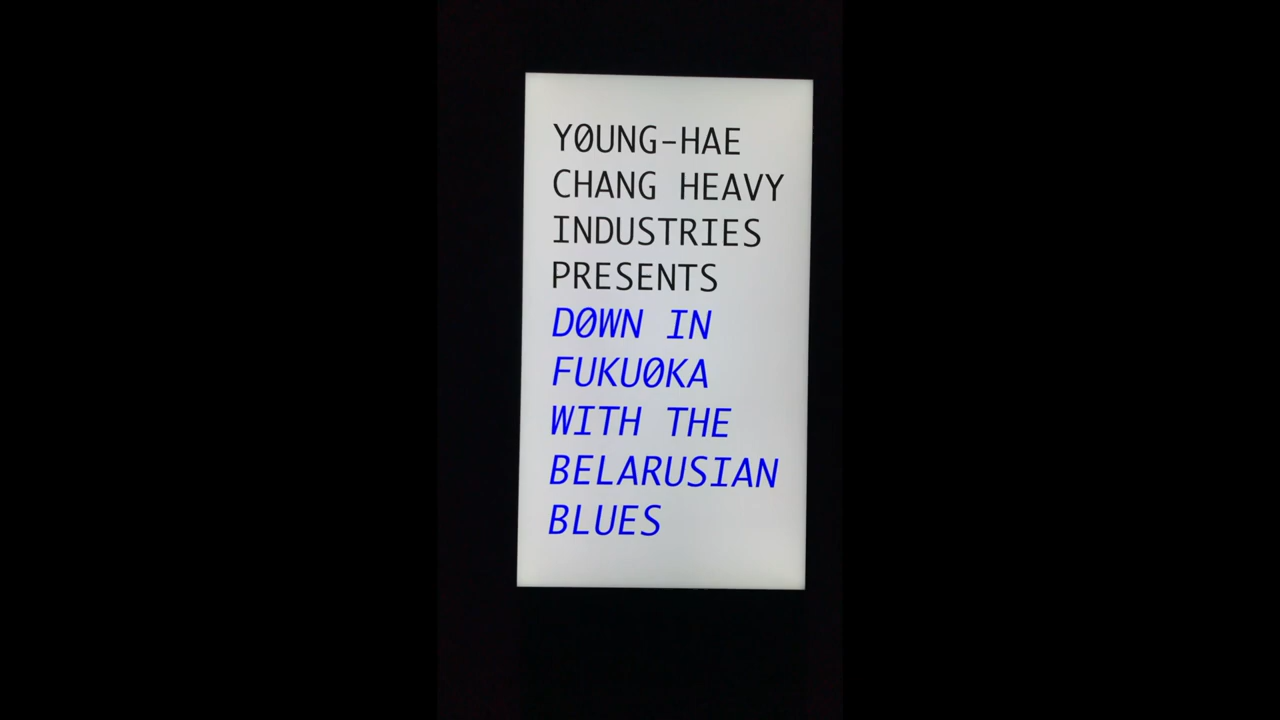 Y0UNG-HAE
CHANG HEAVY
INDUSTRIES
PRESENTS
D0WN IN
FUKU0KA
WITH THE
BELARUSIAN
BLUES